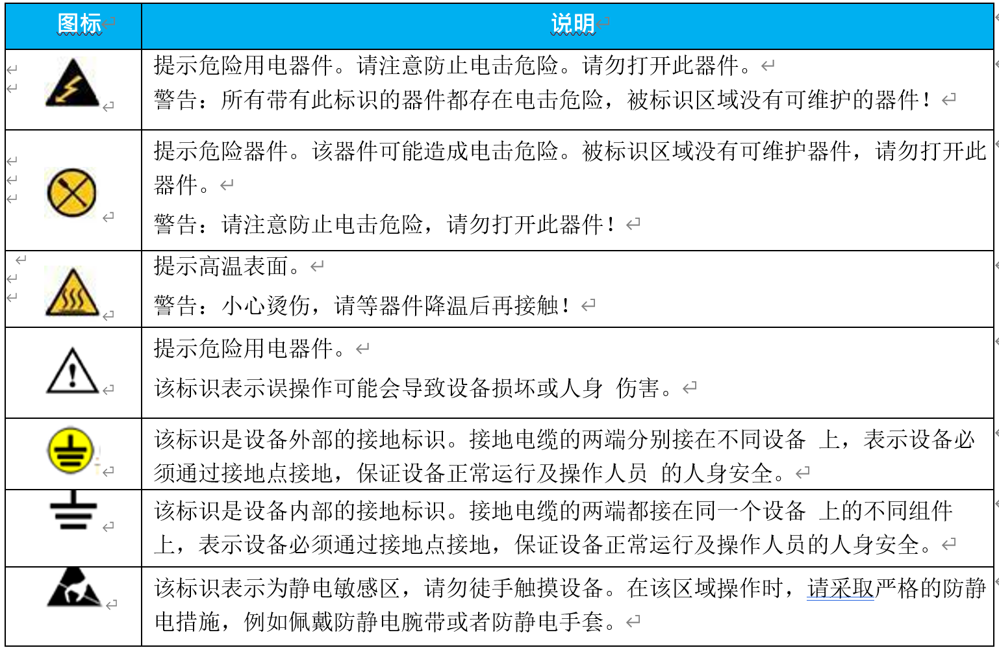 图标
说明
提示危险用电器件。请注意防止电击危险。请勿打开此器件。
警告：所有带有此标识的器件都存在电击危险，被标识区域没有可维护的器件！
提示危险器件。该器件可能造成电击危险。被标识区域没有可维护器件，请勿打开此
器件。
警告：请注意防止电击危险，请勿打开此器件！
提示高温表面。
警告：小心烫伤，请等器件降温后再接触！
提示危险用电器件。
该标识表示误操作可能会导致设备损坏或人身 伤害。
该标识是设备外部的接地标识。接地电缆的两端分别接在不同设备 上，表示设备必
须通过接地点接地，保证设备正常运行及操作人员 的人身安全。
该标识是设备内部的接地标识。接地电缆的两端都接在同一个设备 上的不同组件
上，表示设备必须通过接地点接地，保证设备正常运行及操作人员的人身安全。
该标识表示为静电敏感区，请勿徒手触摸设备。在该区域操作时，请采取严格的防静
电措施，例如佩戴防静电腕带或者防静电手套。